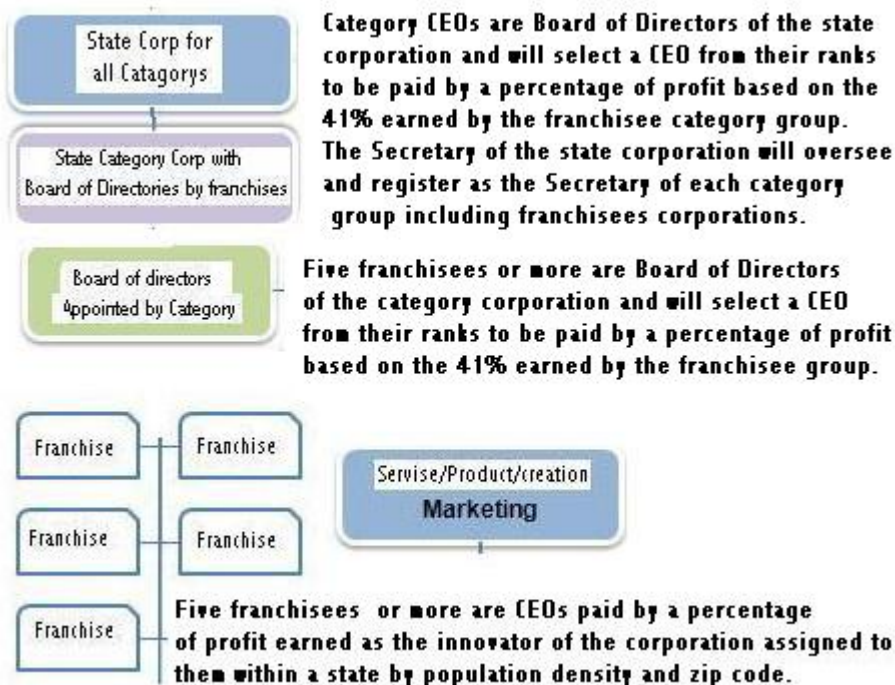 State Corp for
all Catagorys
Category CEOs are Board of Directors of the state
corporation and will select a CEO from their ranks
to be paid by a percentage of profit based on the
41% earned by the franchisee category group.
The Secretary of the state corporation will oversee
and register as the Secretary of each category
group including franchisees corporations.
State Category Corp with
Board of Directories by franchises
Board of directors
Appointed by Category
Five franchisees or more are Board of Directors
of the category corporation and will select a CEO
from their ranks to be paid by a percentage of profit
based on the 41% earned by the franchisee group.
Franchise
Franchise
Servise/Product/creation
Marketing
Franchise
Franchise
Franchise
Five franchisees or more are CEOs paid by a percentage
of profit earned as the innovator of the corporation assigned to
them within a state by population density and zip code.